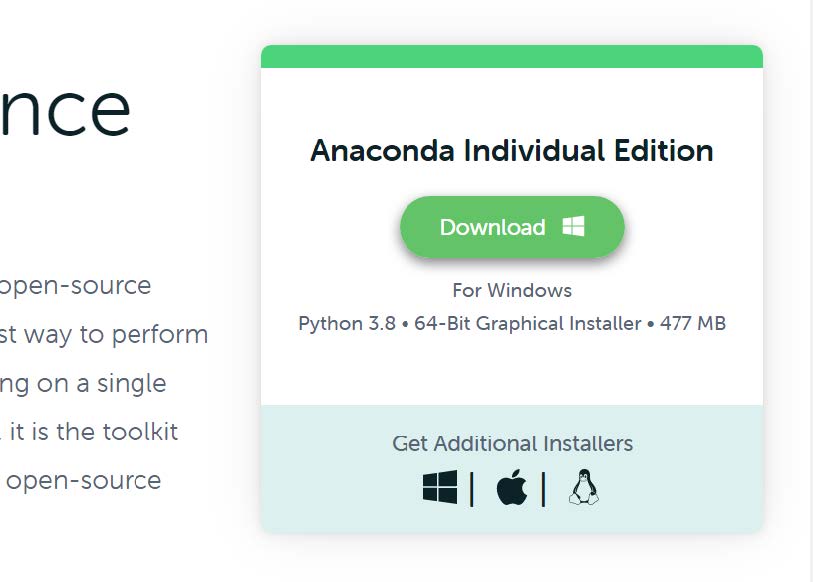 nce
open-source
st way to perform
ng on a single
it is the toolkit
open-source
Anaconda Individual Edition
Download
For Windows
Python 3.8 • 64-Bit Graphical Installer • 477 MB
Get Additional Installers
| |